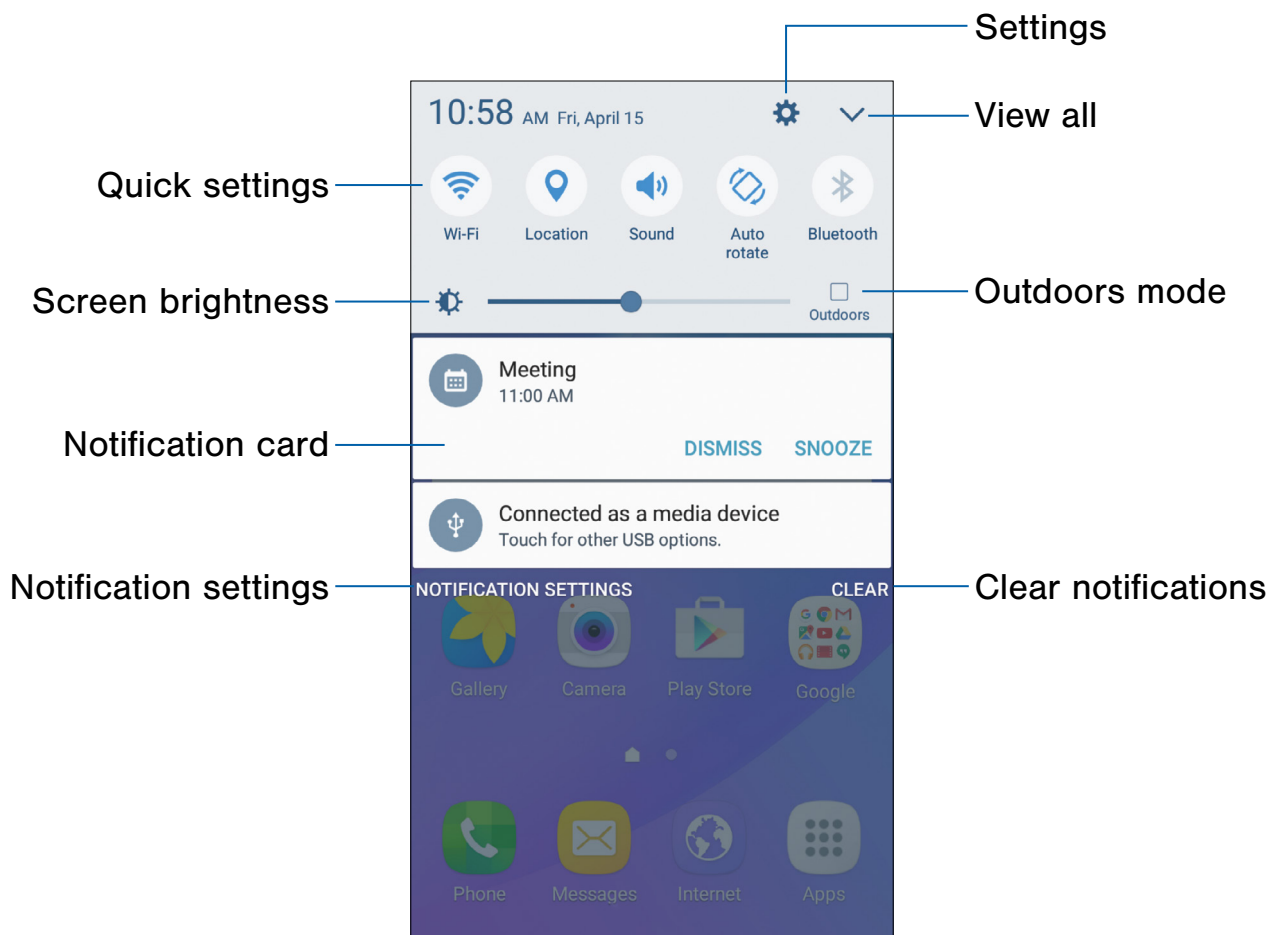 Settings
10:58 AM Fri, April 15
View all
Quick settings
Wi-Fi
Location
Sound
Auto
rotate
Bluetooth
Screen brightness
Outdoors
Outdoors mode
Meeting
11:00 AM
Notification card
DISMISS
SNOOZE
Connected as a media device
Touch for other USB options.
Notification settings
NOTIFICATION SETTINGS
CLEAR
Clear notifications
Gallery
Camera
Play Store
Google
Phone
Messages
Internet
Apps